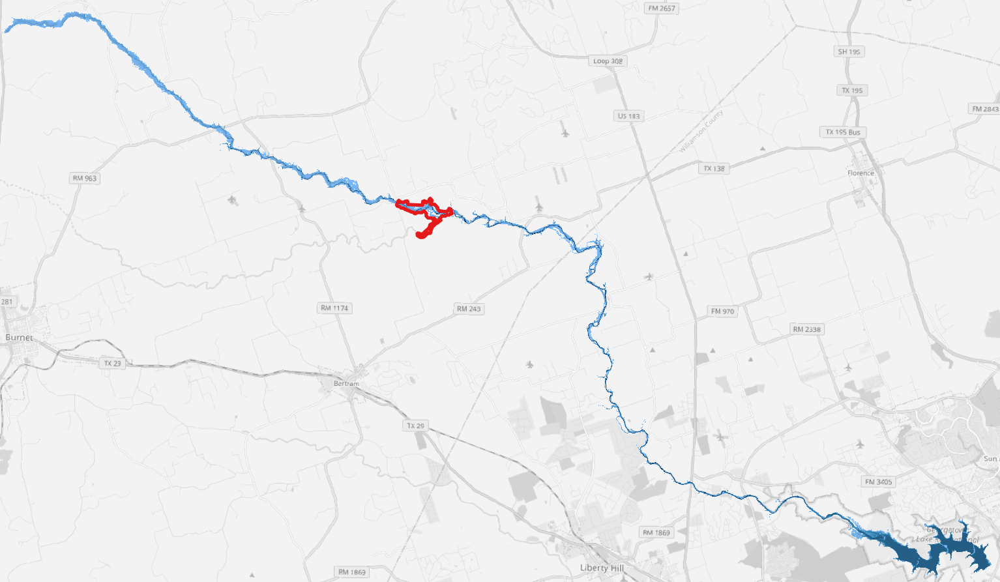 FM 2657
SH 195
Loop 308
TX 195
FM 2843
US 183
Williamson County
TX 195 Bus
TX 138
Florence
RM 963
281
RM 1174
RM 243
FM 970
RM 2338
Burnet
TX 29
Bertram
TX 29
Sun
FM 3405
RM 1869
Georgetown
Lake
Liberty Hill
RM 1869